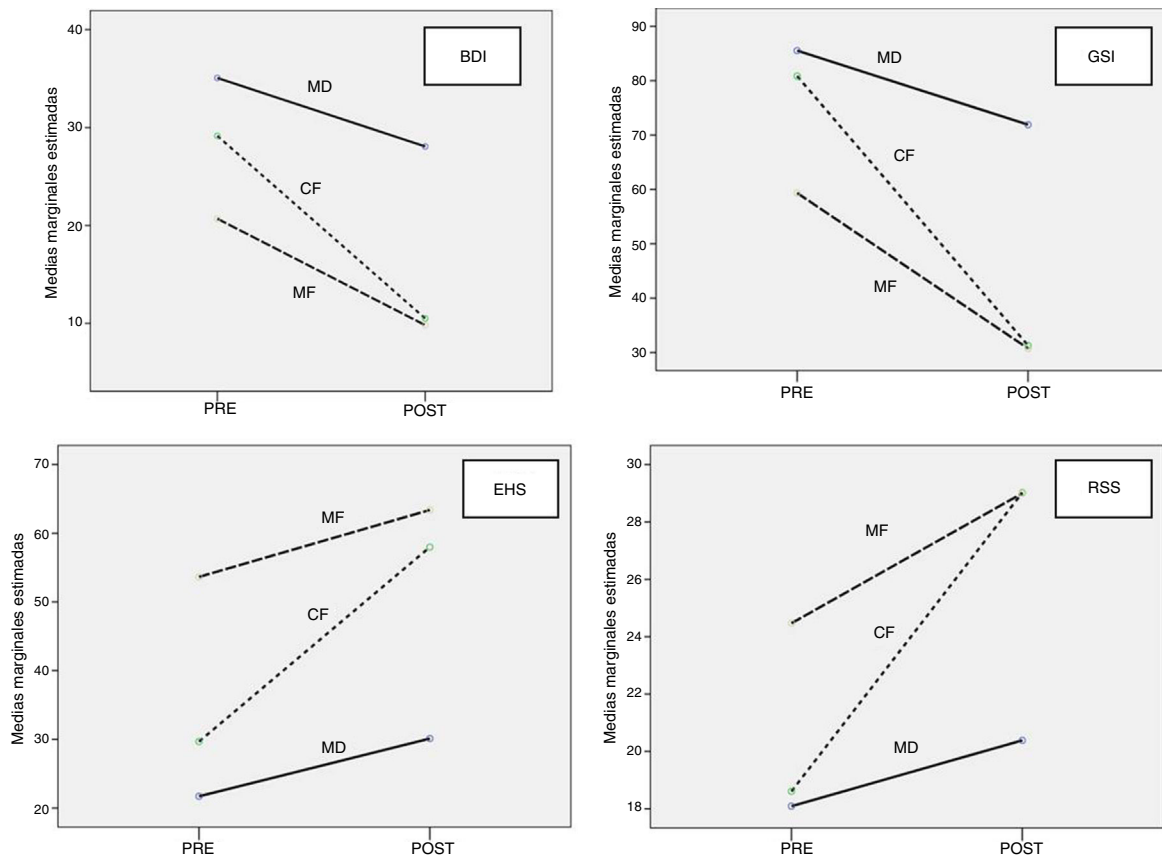 BDI
Medias marginales estimadas
40
30
20
10
MD
CF
MF
PRE
POST
GSI
Medias marginales estimadas
90
80
70
60
50
40
30
MD
CF
MF
PRE
POST
EHS
Medias marginales estimadas
70
60
50
40
30
20
MF
CF
MD
PRE
POST
RSS
Medias marginales estimadas
30
28
26
24
22
20
18
MF
CF
MD
PRE
POST